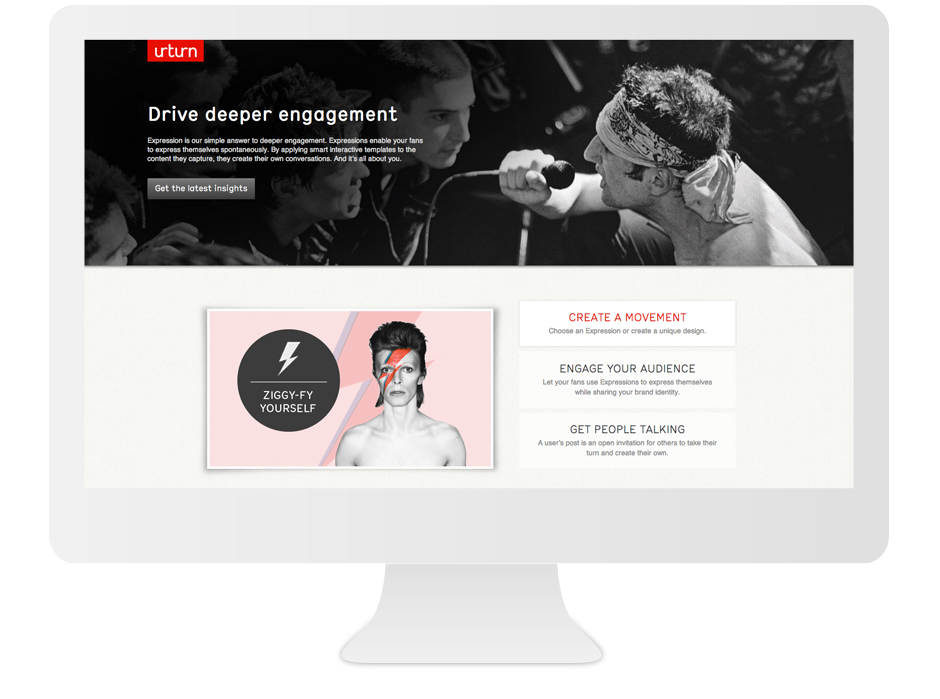 urturn
Drive deeper engagement
Expression is our simple answer to deeper engagement. Expressions enable your fans
to express themselves spontaneously. By applying smart interactive templates to the
content they capture, they create their own conversations. And it's all about you.
Get the latest insights
ZIGGY-FY
YOURSELF
CREATE A MOVEMENT
Choose an Expression or create a unique design.
ENGAGE YOUR AUDIENCE
Let your fans use Expressions to express themselves
while sharing your brand identity.
GET PEOPLE TALKING
A user's post is an open invitation for others to take their
turn and create their own.